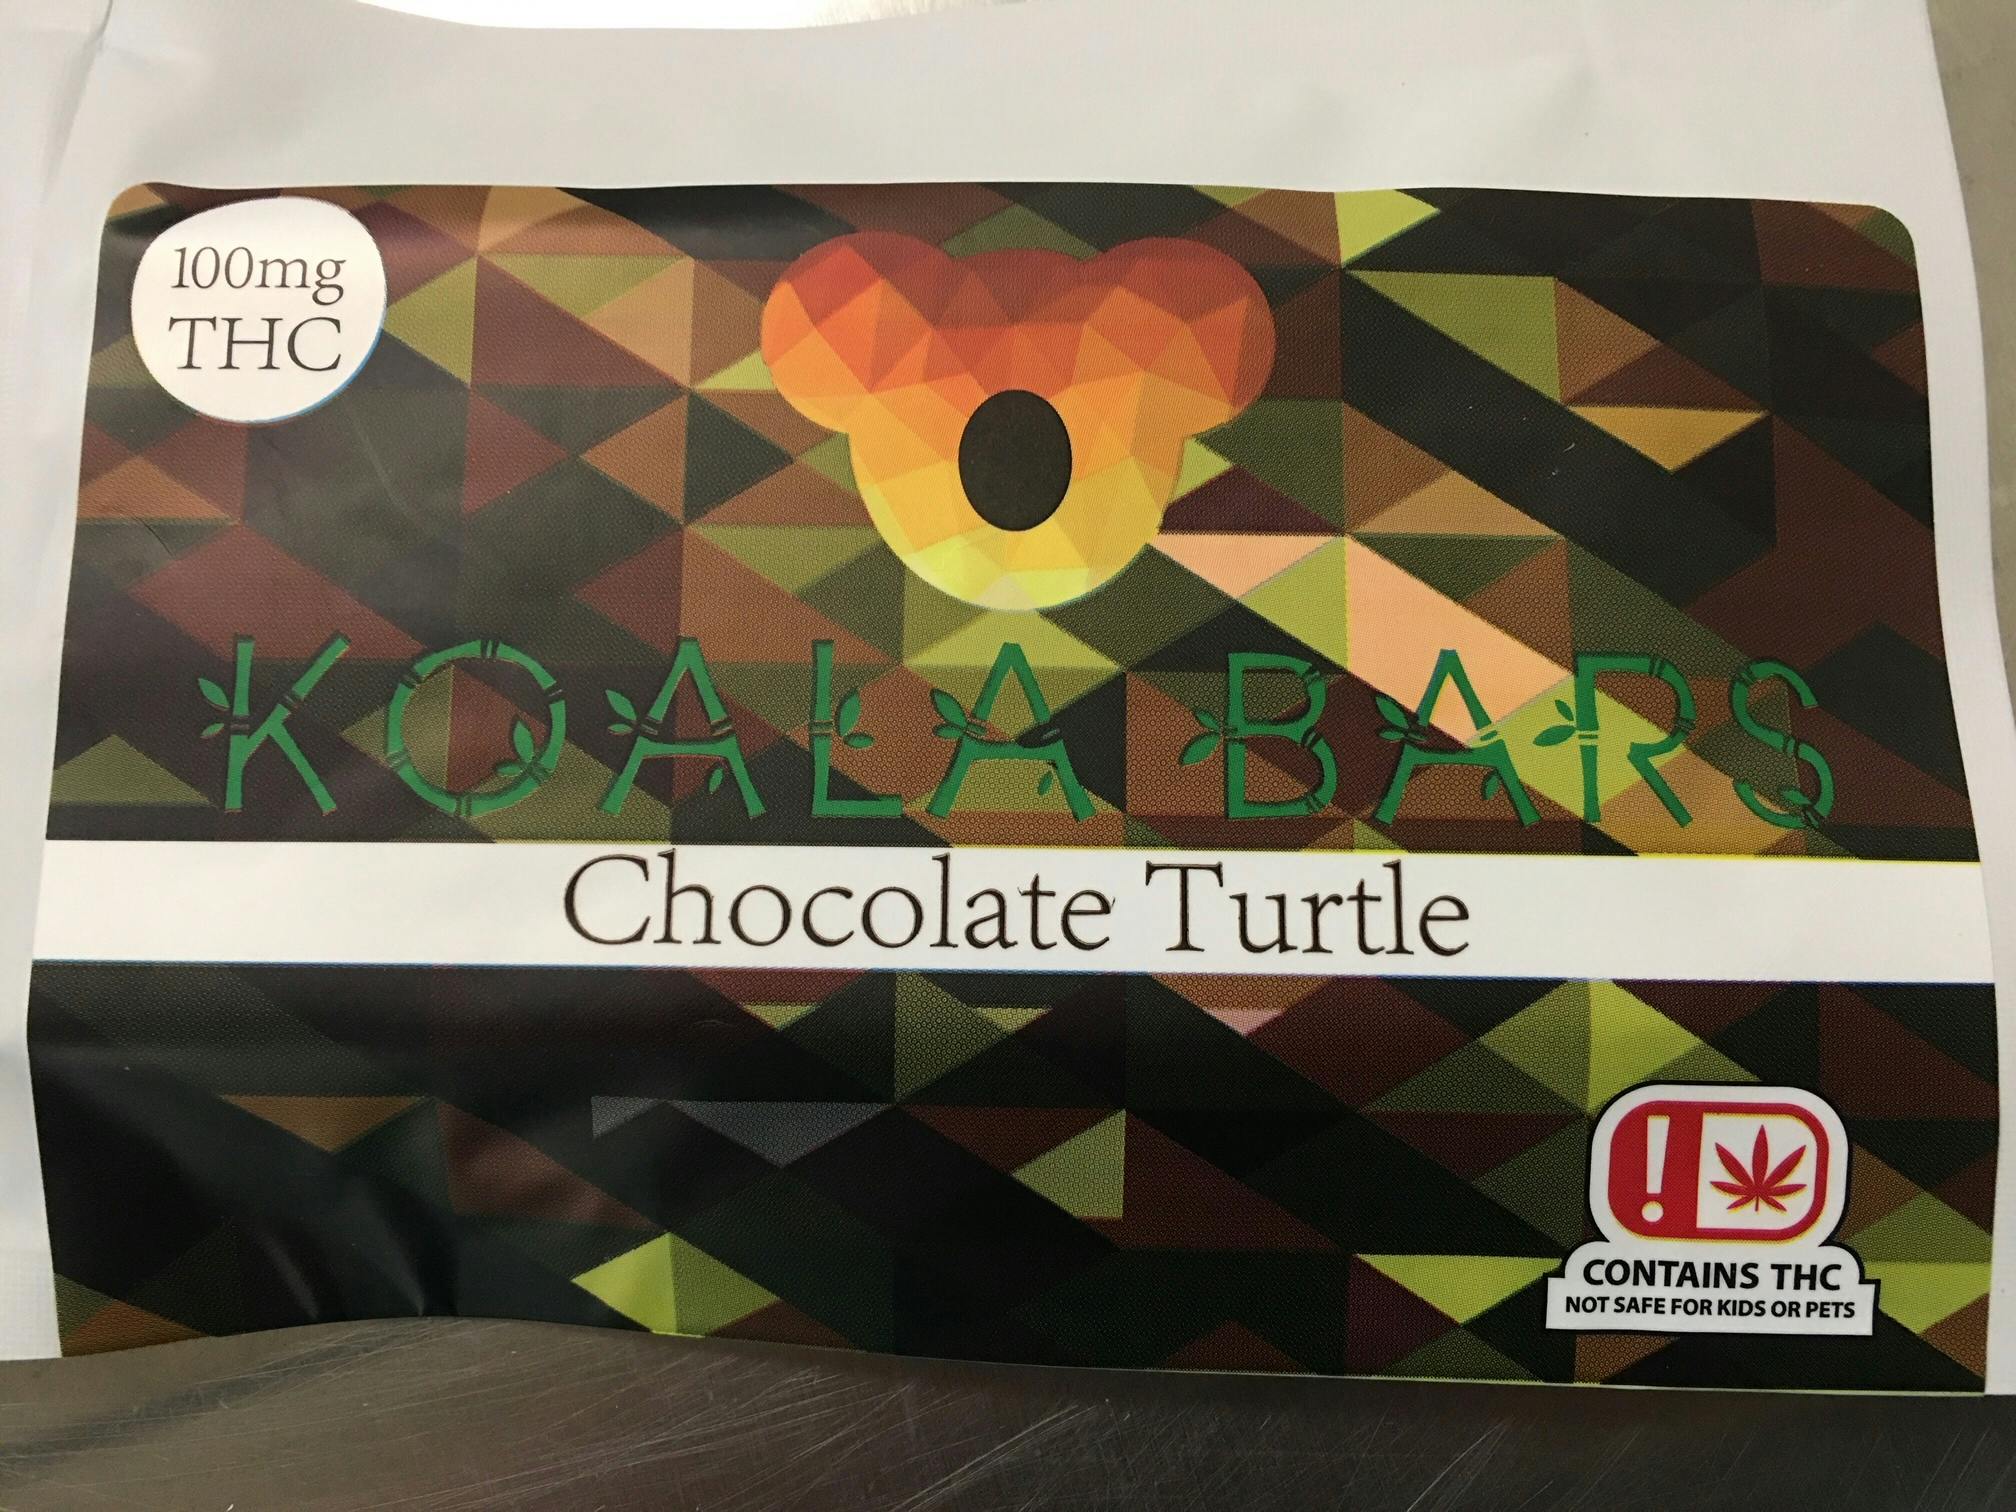 100mg
THC
KOALA BARS
Chocolate Turtle
!
CONTAINS THC
NOT SAFE FOR KIDS OR PETS